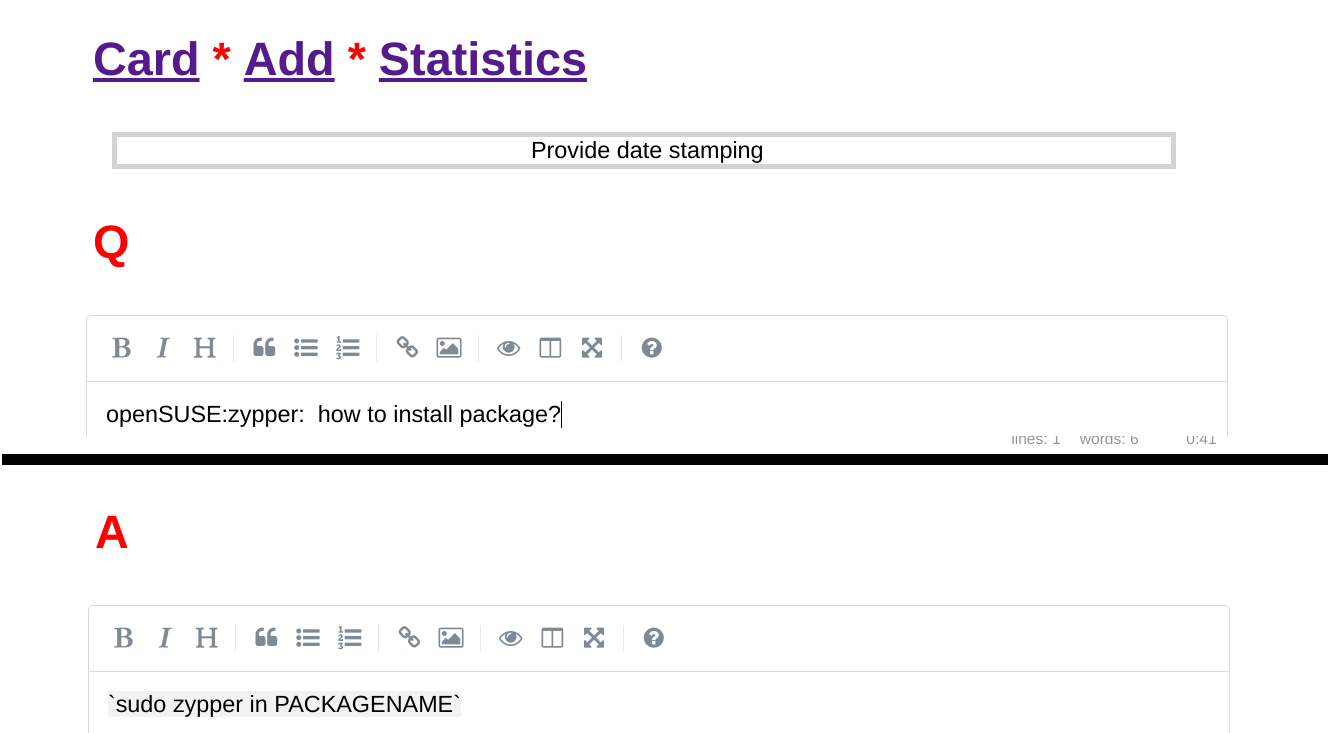 Card * Add * Statistics
Provide date stamping
Q
B I H
openSUSE:zypper:  how to install package?
lines: 1 words: 6 0:41
A
B I H
`sudo zypper in PACKAGENAME`